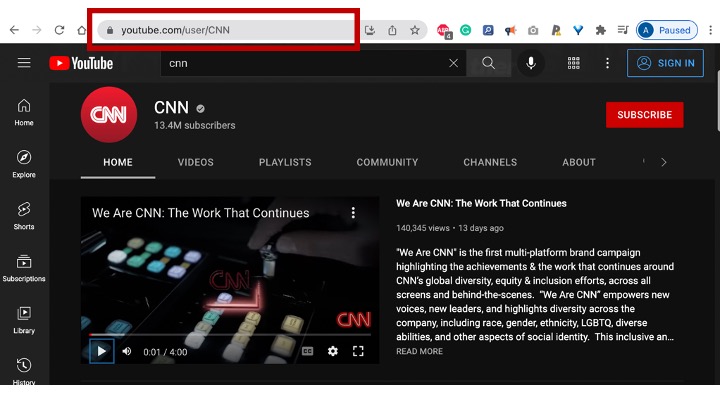 youtube.com/user/CNN
4
A
Paused
YouTube
cnn
SIGN IN
CNN
CNN
13.4M subscribers
SUBSCRIBE
HOME
VIDEOS
PLAYLISTS
COMMUNITY
CHANNELS
ABOUT
Home
Explore
Shorts
Subscriptions
Library
History
We Are CNN: The Work That Continues
CNN
CNN
0:01 / 4:00
CC
We Are CNN: The Work That Continues
140,345 views • 13 days ago
"We Are CNN" is the first multi-platform brand campaign
highlighting the achievements & the work that continues around
CNN's global diversity, equity & inclusion efforts, across all
screens and behind-the-scenes. "We Are CNN" empowers new
voices, new leaders, and highlights diversity across the
company, including race, gender, ethnicity, LGBTQ, diverse
abilities, and other aspects of social identity. This inclusive an...
READ MORE